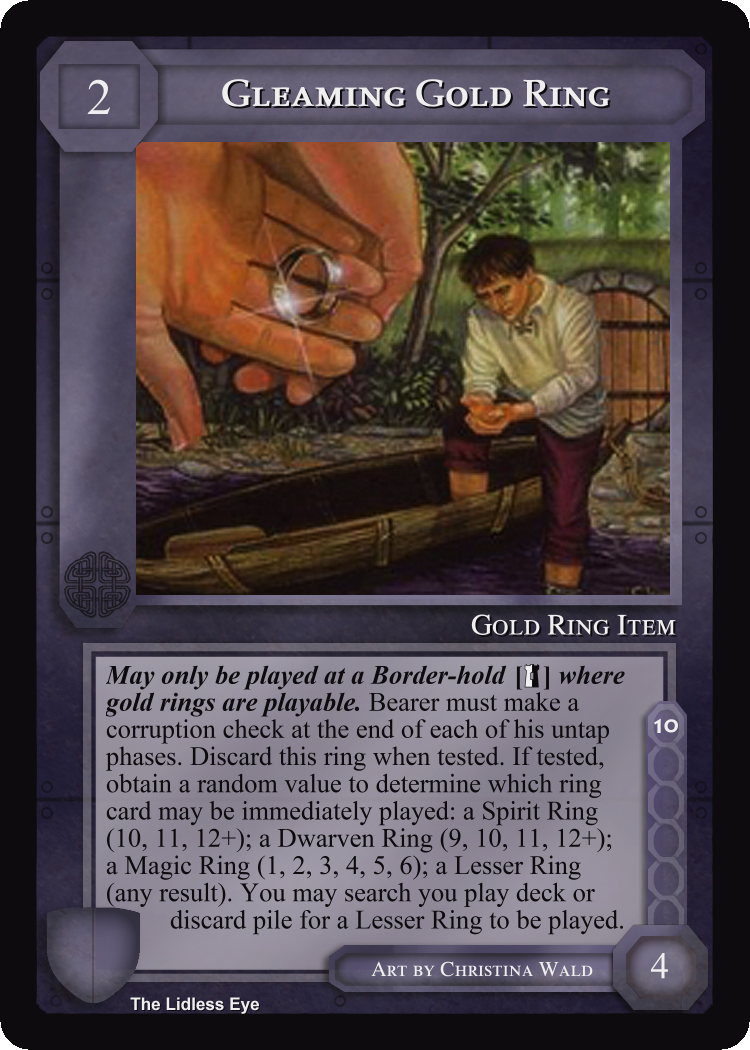 2
Gleaming Gold Ring
Gold Ring Item
May only be played at a Border-hold [ ] where
gold rings are playable. Bearer must make a
corruption check at the end of each of his untap
phases. Discard this ring when tested. If tested,
obtain a random value to determine which ring
card may be immediately played: a Spirit Ring
(10, 11, 12+); a Dwarven Ring (9, 10, 11, 12+);
a Magic Ring (1, 2, 3, 4, 5, 6); a Lesser Ring
(any result). You may search you play deck or
discard pile for a Lesser Ring to be played.
10
Art by Christina Wald
4
The Lidless Eye